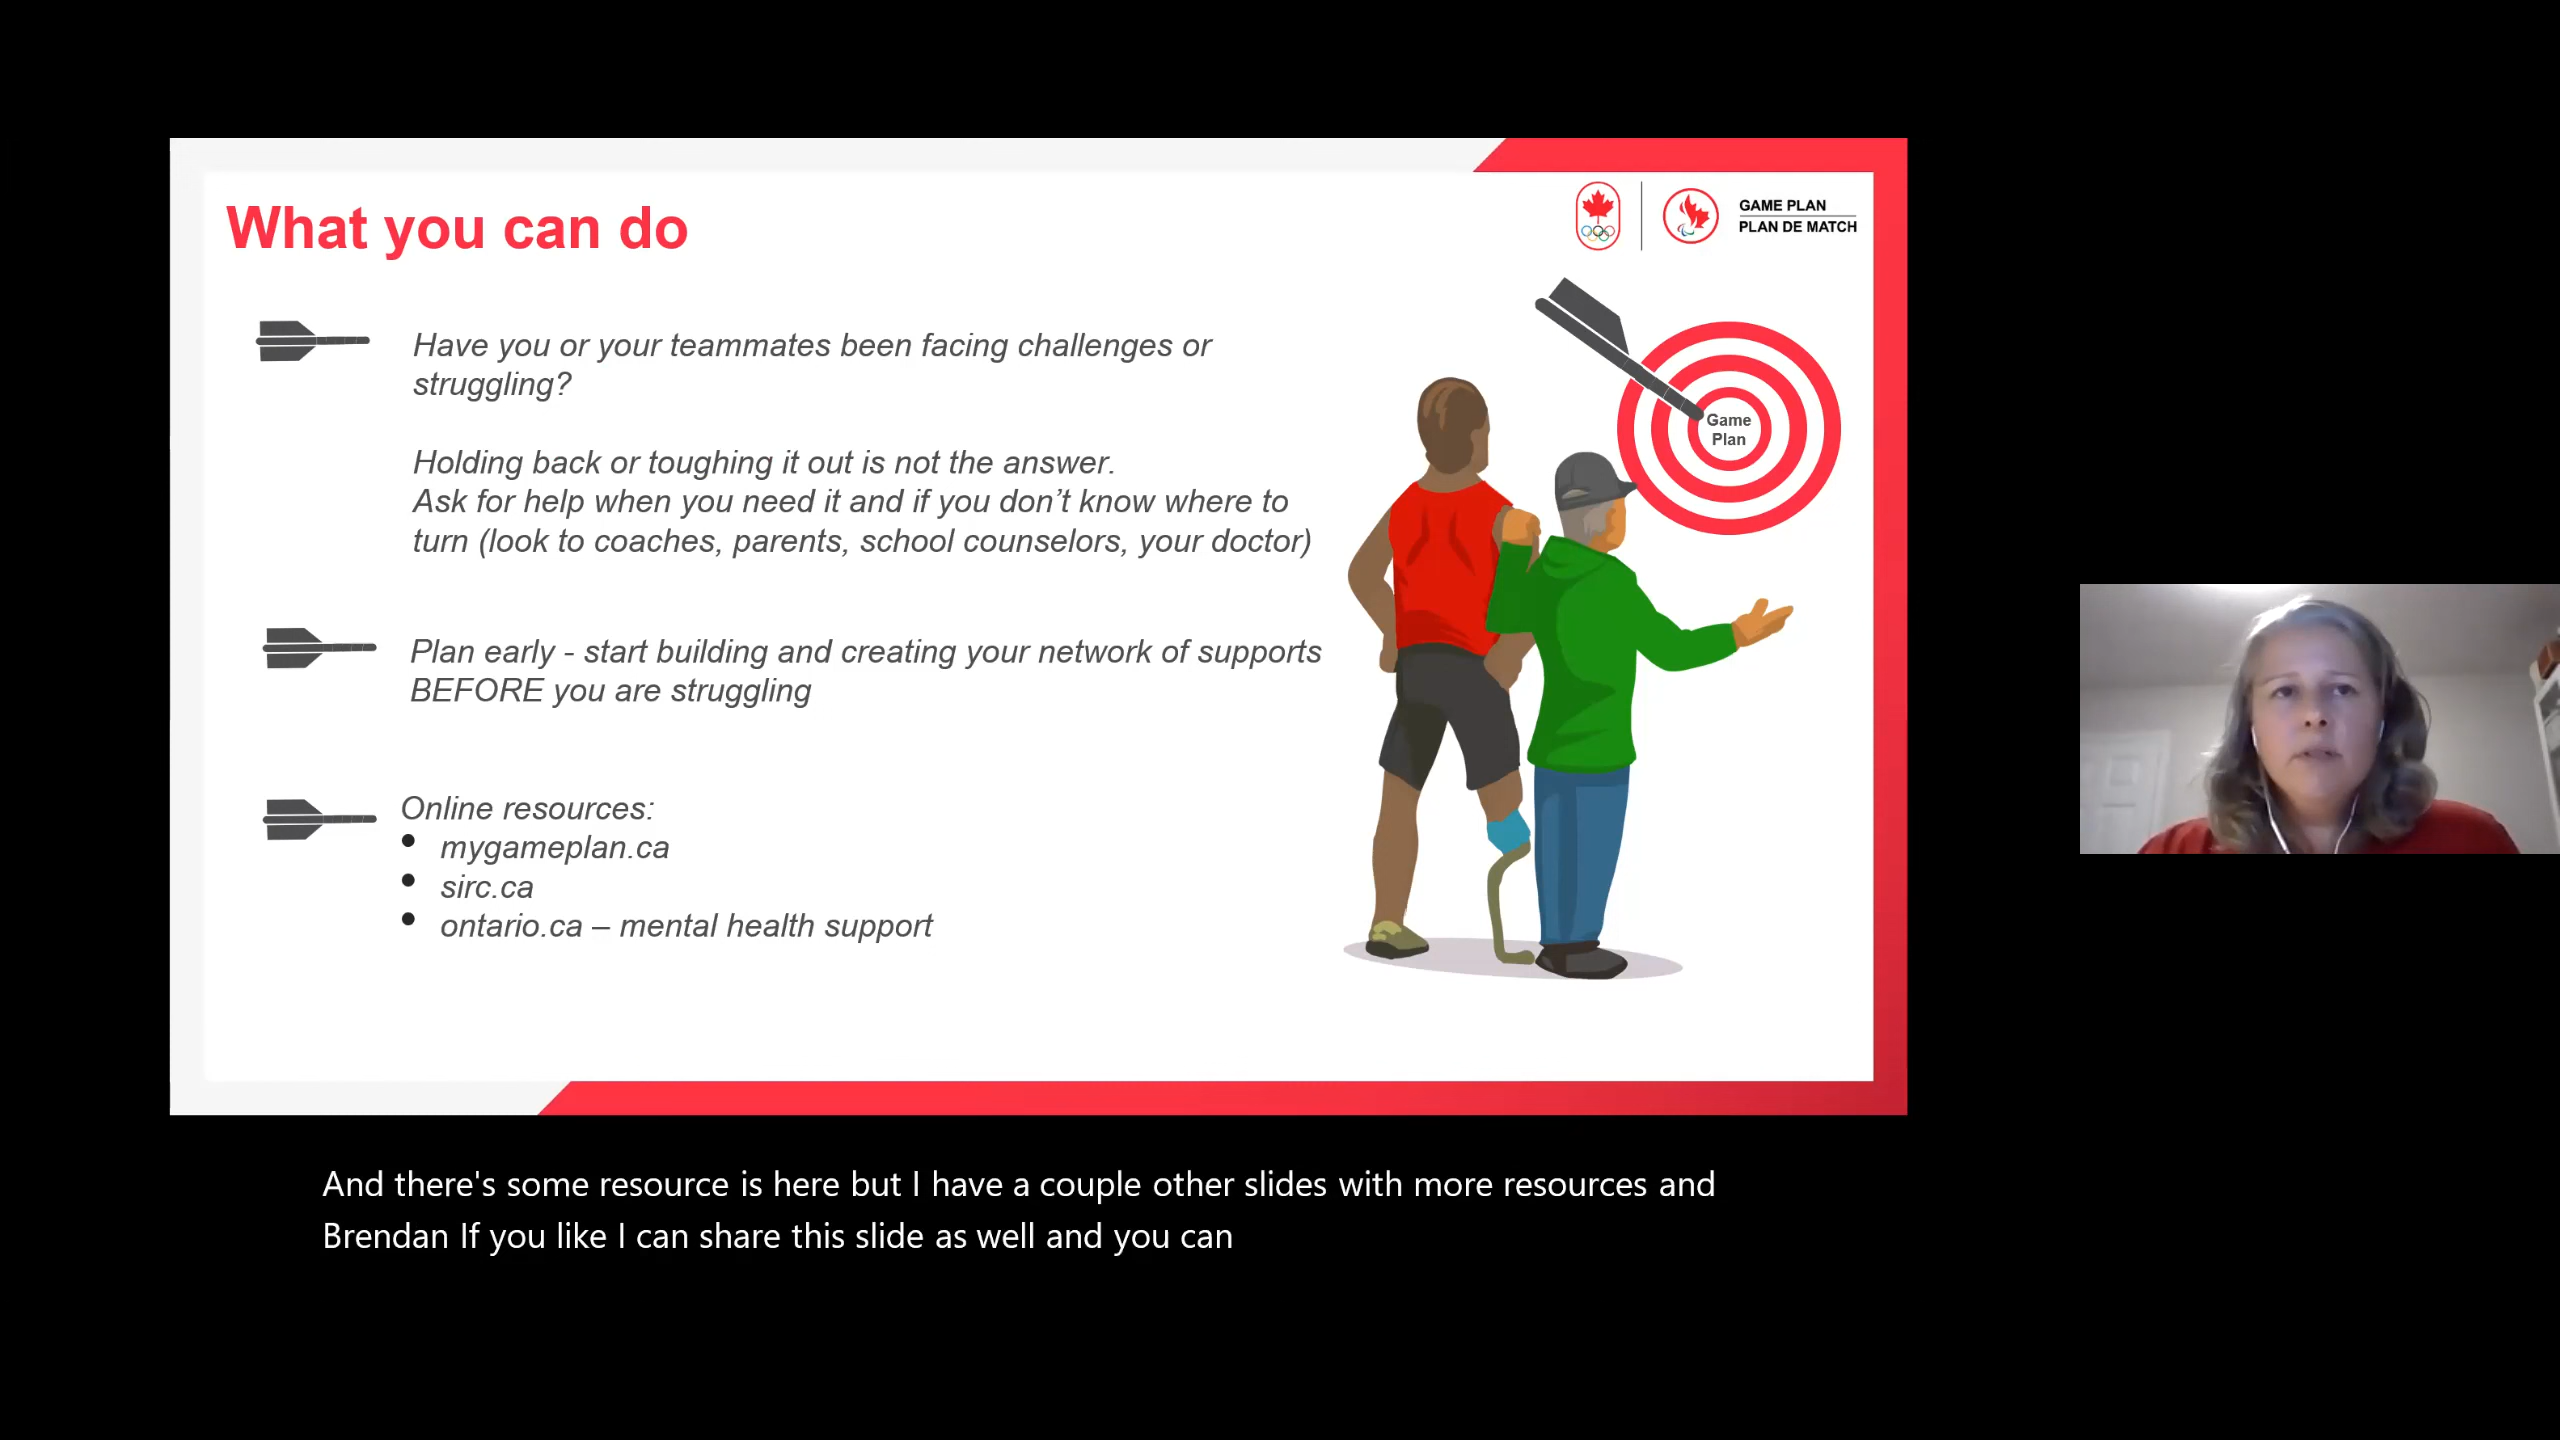 What you can do
GAME PLAN
PLAN DE MATCH
Have you or your teammates been facing challenges or
struggling?
Holding back or toughing it out is not the answer.
Ask for help when you need it and if you don’t know where to
turn (look to coaches, parents, school counselors, your doctor)
Game
Plan
Plan early - start building and creating your network of supports
BEFORE you are struggling
Online resources:
• mygameplan.ca
• sirc.ca
• ontario.ca – mental health support
And there's some resource is here but I have a couple other slides with more resources and
Brendan If you like I can share this slide as well and you can